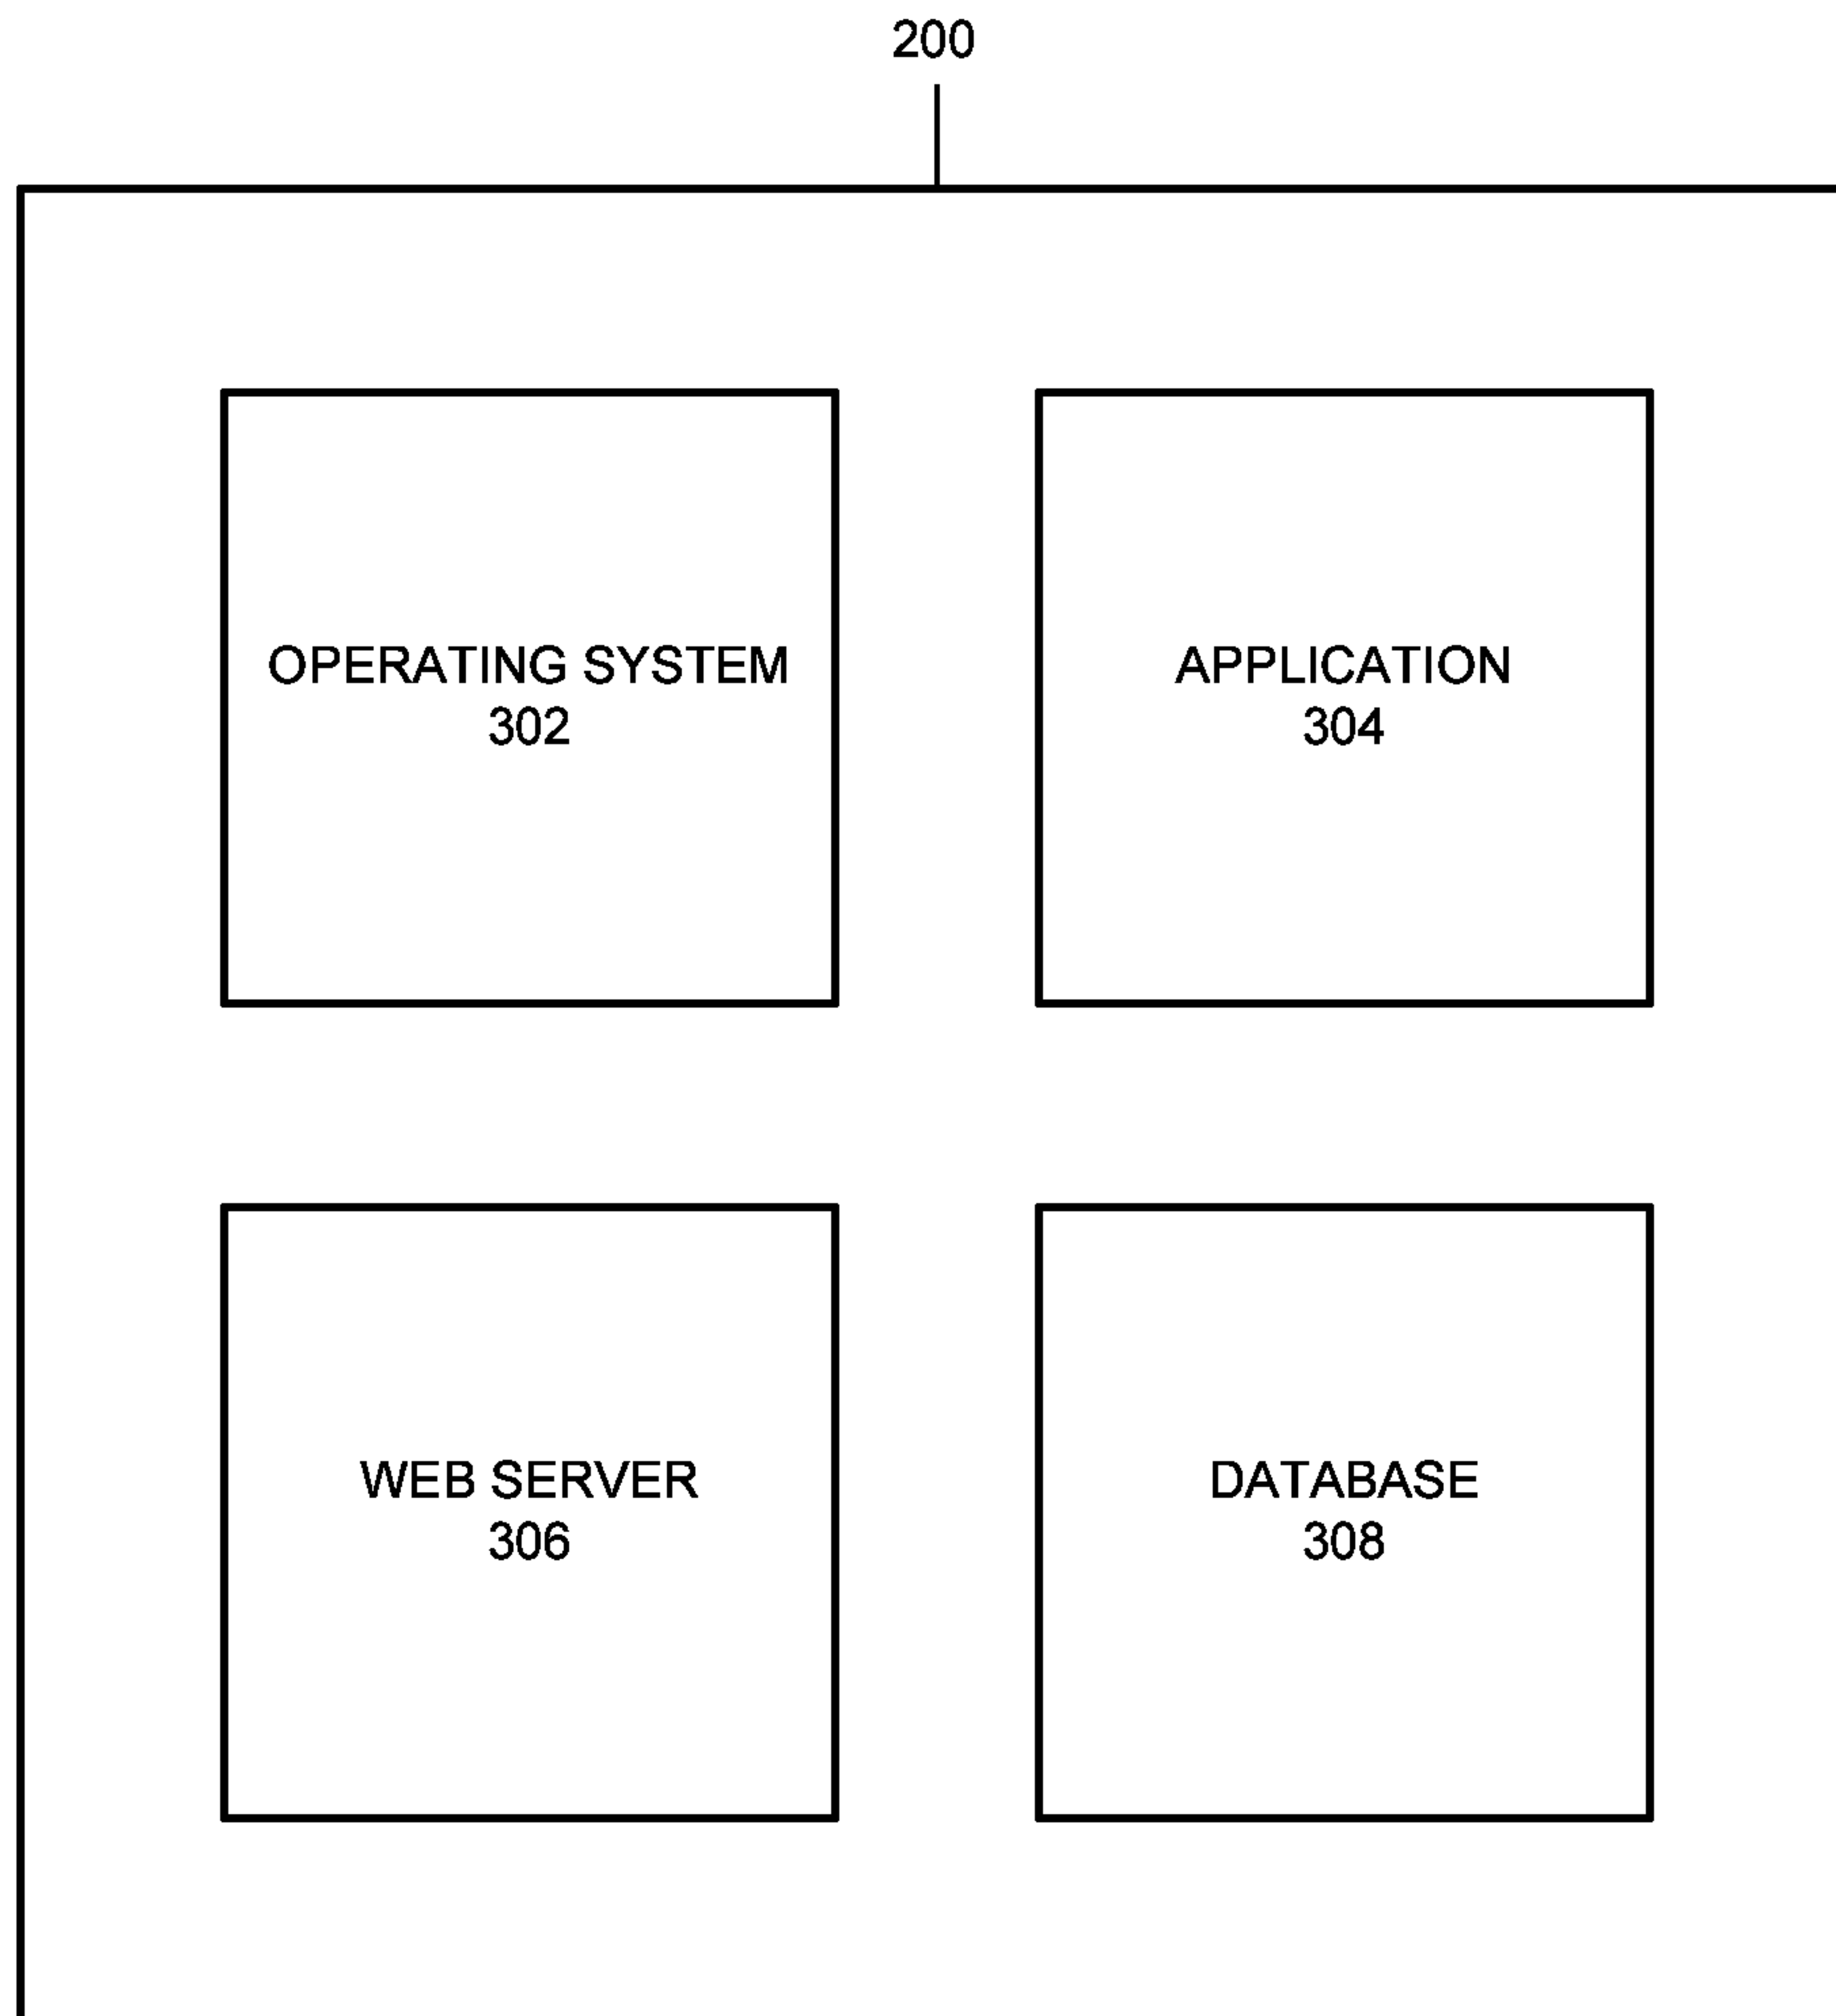 200
OPERATING SYSTEM
302
APPLICATION
304
WEB SERVER
306
DATABASE
308